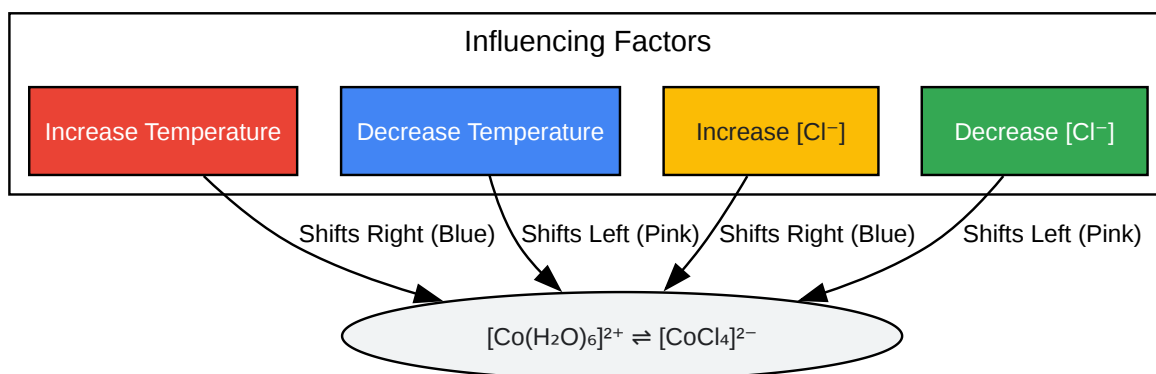 Influencing Factors
Increase Temperature
Decrease Temperature
Increase [Cl⁻]
Decrease [Cl⁻]
Shifts Right (Blue)
Shifts Left (Pink)
Shifts Right (Blue)
Shifts Left (Pink)
[Co(H₂O)₆]²⁺ ⇌ [CoCl₄]²⁻